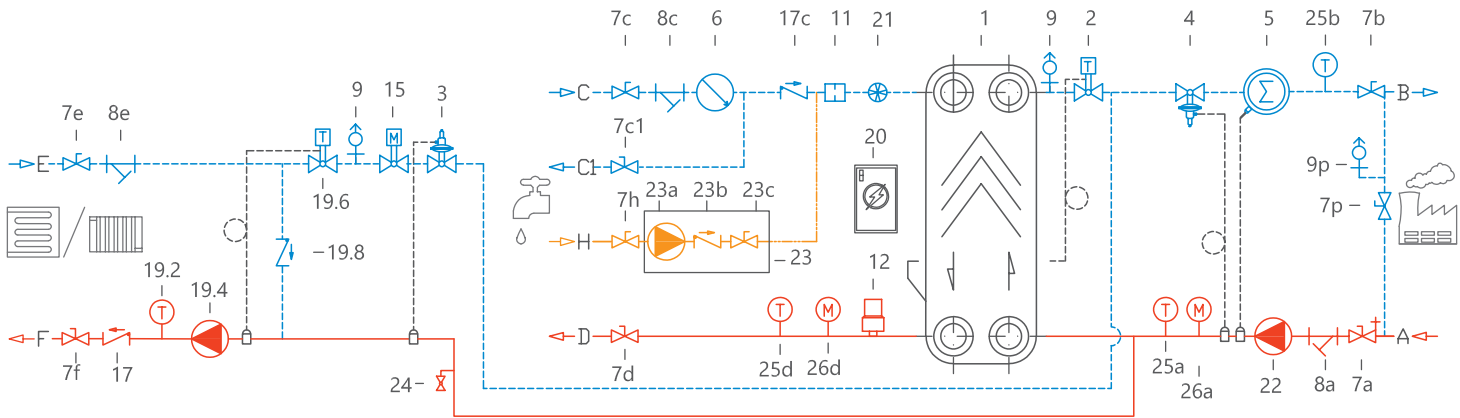 7c 8c 6 17c 11 21 1 9 2 4 5 25b 7b
T
T
C B
Σ
7e 8e 9 15 3
7c1
20
T M
E C1
9p
19.6
7h 23a 23b 23c
7p
H
19.8
23
12
19.2 19.4
T T M T M
F D A
7f 17 24 7d 25d 26d 25a 26a 22 8a 7a